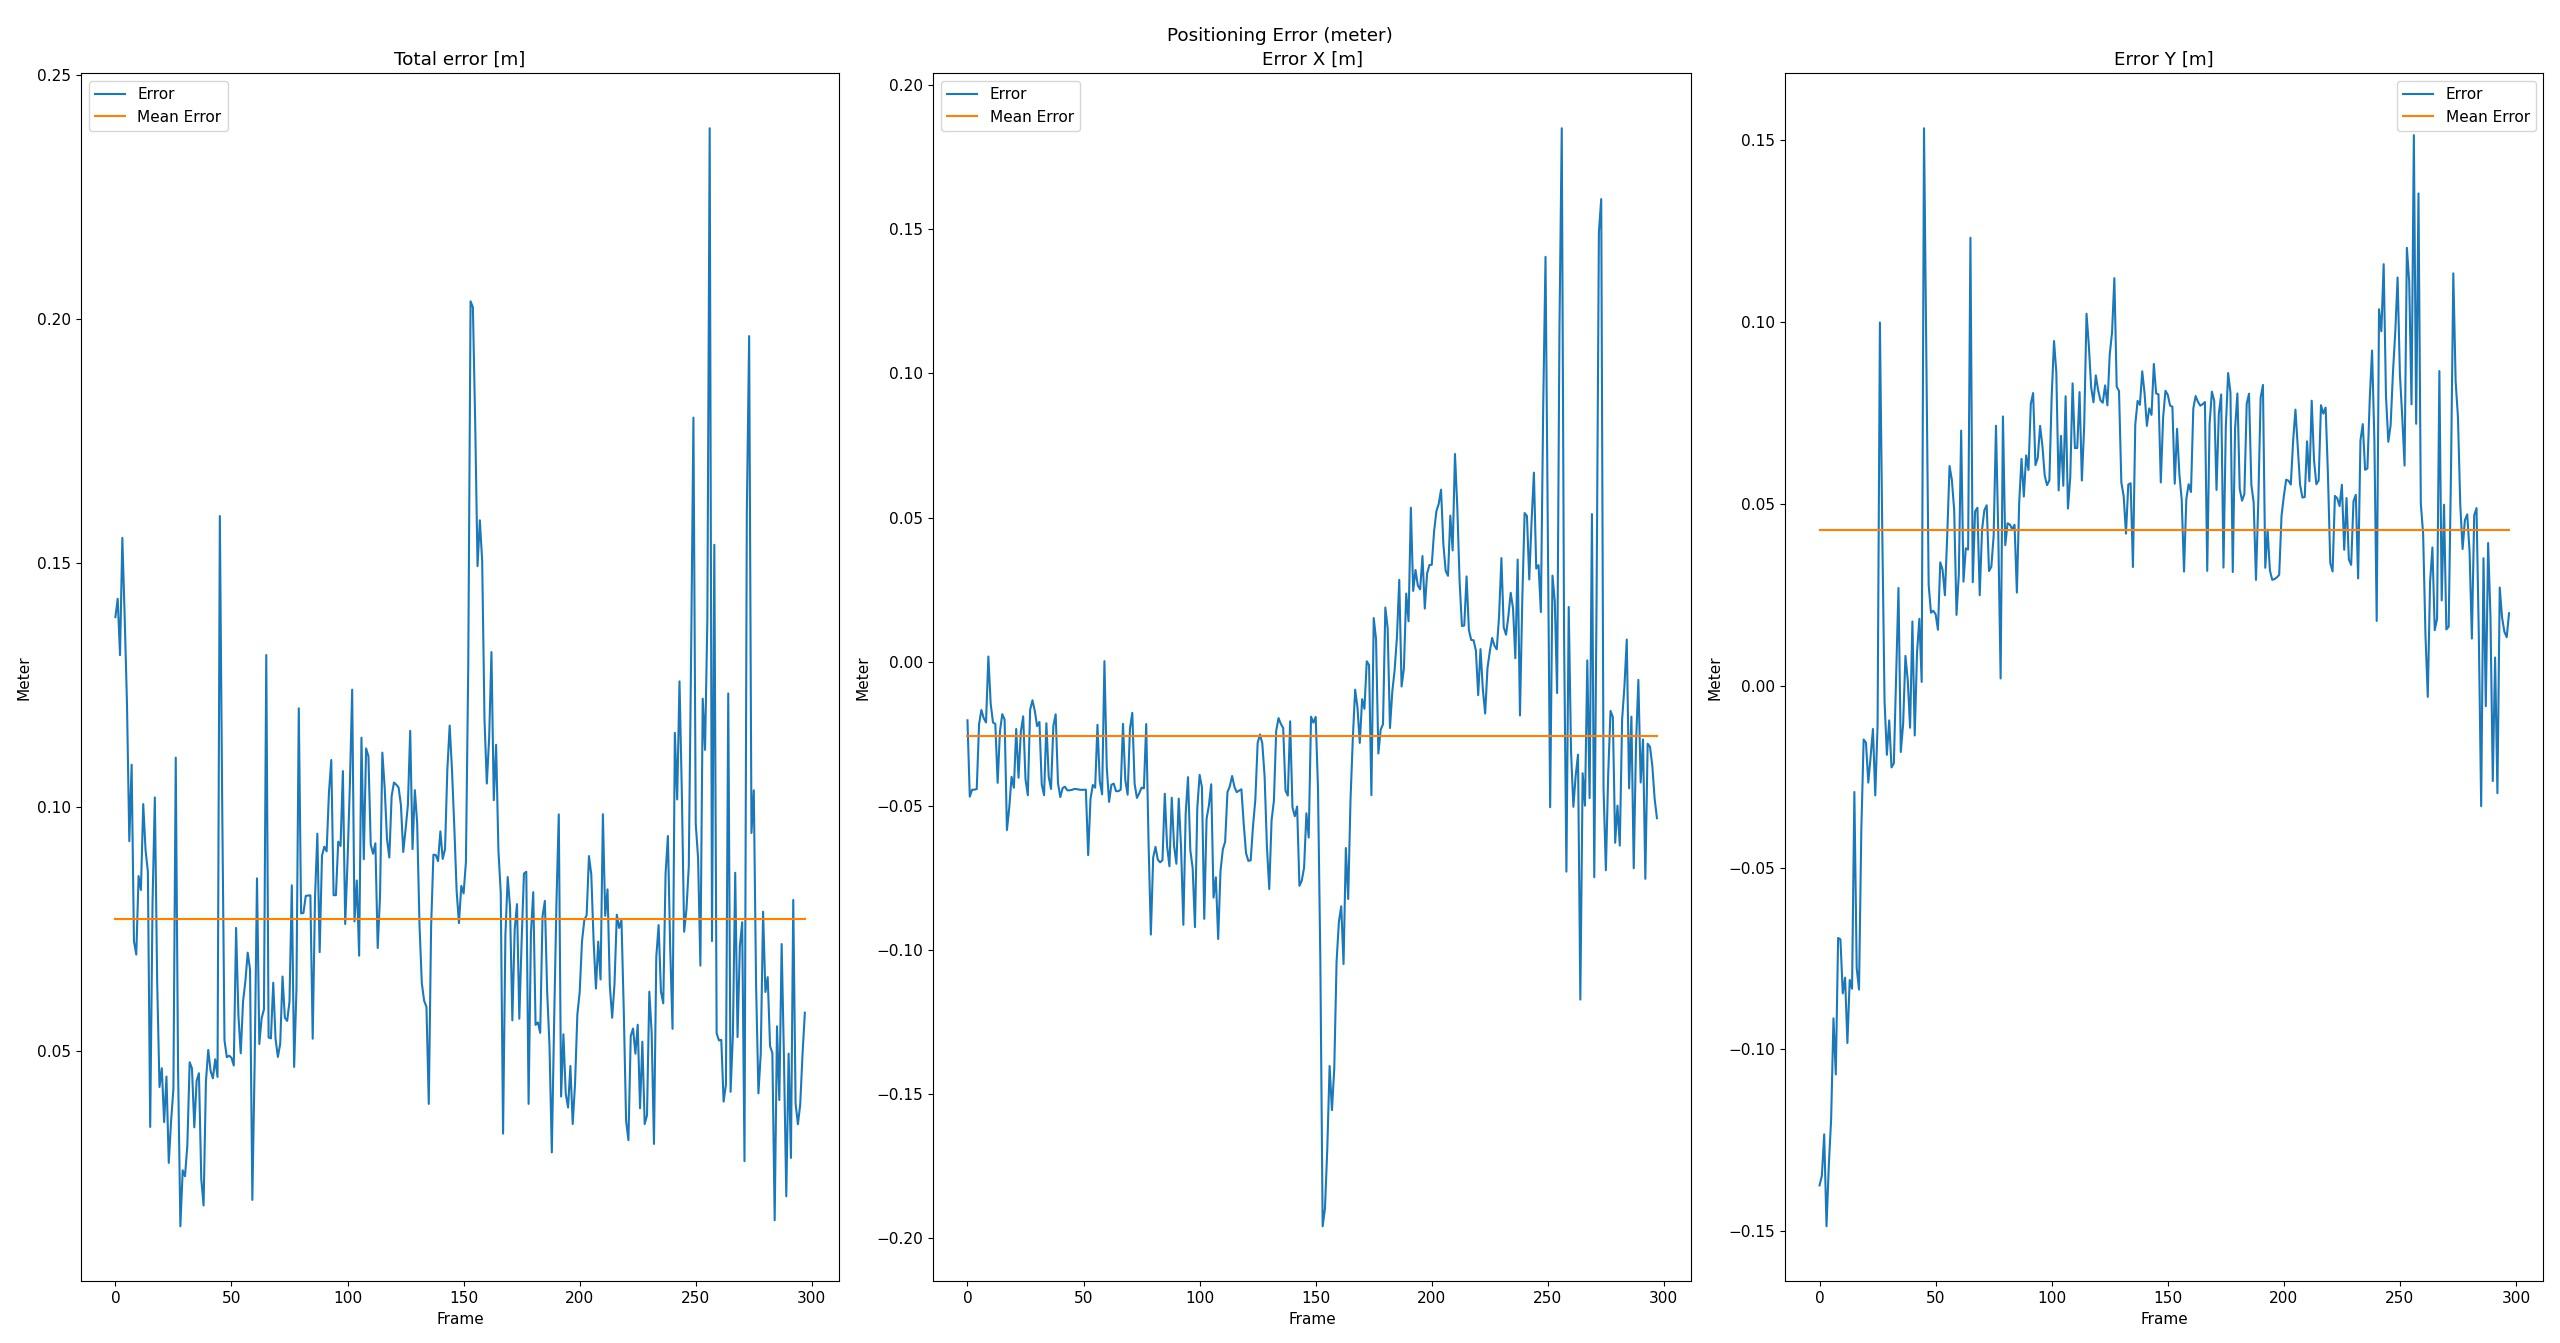 Positioning Error (meter)
Total error [m]
Error
Mean Error
0.25
0.20
0.15
0.10
0.05
Meter
0 50 100 150 200 250 300
Frame
Error X [m]
Error
Mean Error
0.20
0.15
0.10
0.05
0.00
−0.05
−0.10
−0.15
−0.20
Meter
0 50 100 150 200 250 300
Frame
Error Y [m]
Error
Mean Error
0.15
0.10
0.05
0.00
−0.05
−0.10
−0.15
Meter
0 50 100 150 200 250 300
Frame